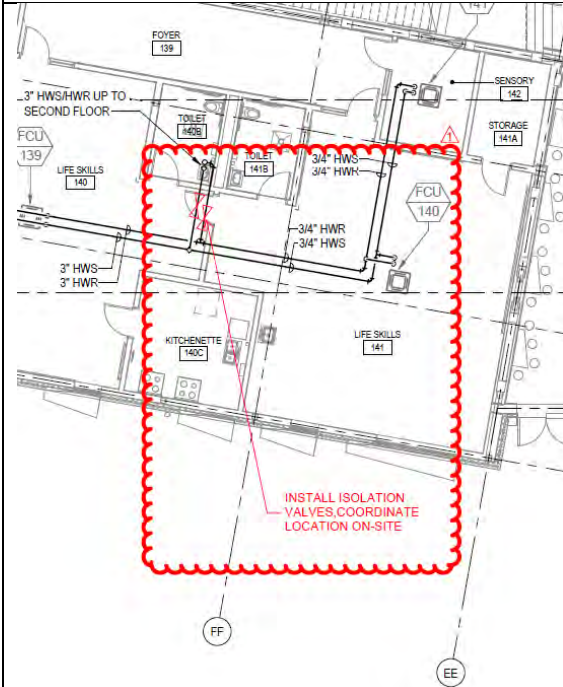 141
FOYER
139
SENSORY
142
3" HWS/HWR UP TO
SECOND FLOOR
TOILET
140B
STORAGE
141A
FCU
139
1
TOILET
141B
3/4" HWS
3/4" HWR
LIFE SKILLS
140
FCU
140
3/4" HWR
3/4" HWS
3" HWS
3" HWR
LIFE SKILLS
141
KITCHENETTE
140C
INSTALL ISOLATION
VALVES,COORDINATE
LOCATION ON-SITE
FF
EE